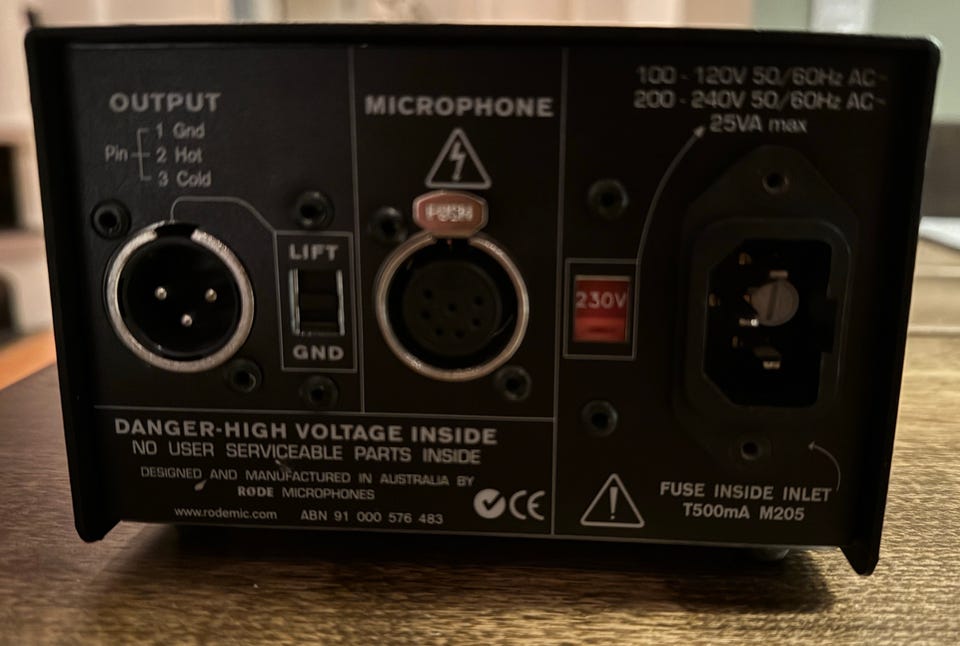 OUTPUT
Pin
1 Gnd
2 Hot
3 Cold
LIFT
GND
MICROPHONE
PUSH
100 - 120V 50/60Hz AC~
200 - 240V 50/60Hz AC~
25VA max
230V
DANGER-HIGH VOLTAGE INSIDE
NO USER SERVICEABLE PARTS INSIDE
DESIGNED AND MANUFACTURED IN AUSTRALIA BY
RODE MICROPHONES
www.rodemic.com ABN 91 000 576 483
CE
!
FUSE INSIDE INLET
T500mA M205